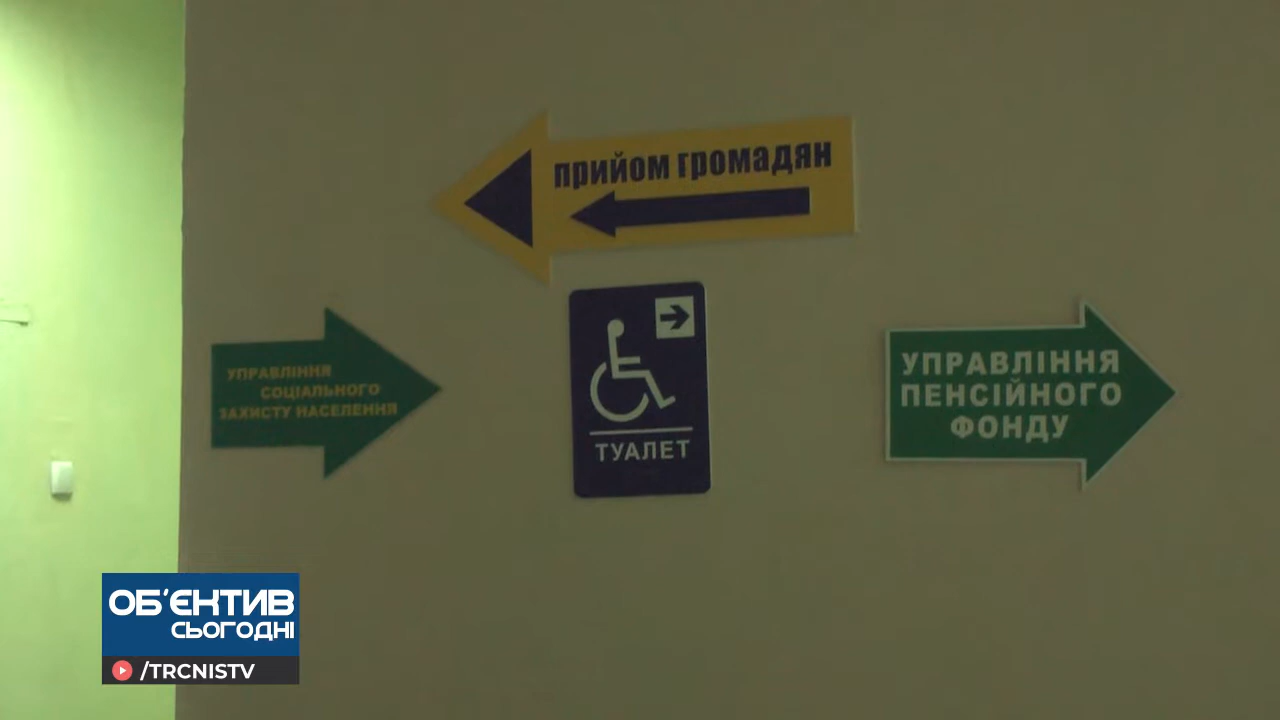 прийом громадян
УПРАВЛІННЯ
СОЦІАЛЬНОГО
ЗАХИСТУ НАСЕЛЕННЯ
ТУАЛЕТ
УПРАВЛІННЯ
ПЕНСІЙНОГО
ФОНДУ
ОБ'ЄКТИВ
СЬОГОДНІ
/TRCNISTV